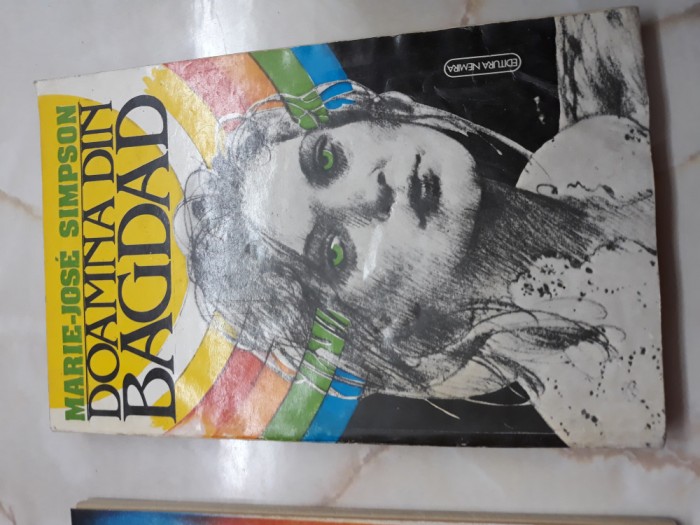 MARIE-JOSÉ SIMPSON
DOAMNA DIN
BAGDAD
EDITURA NEMIRA